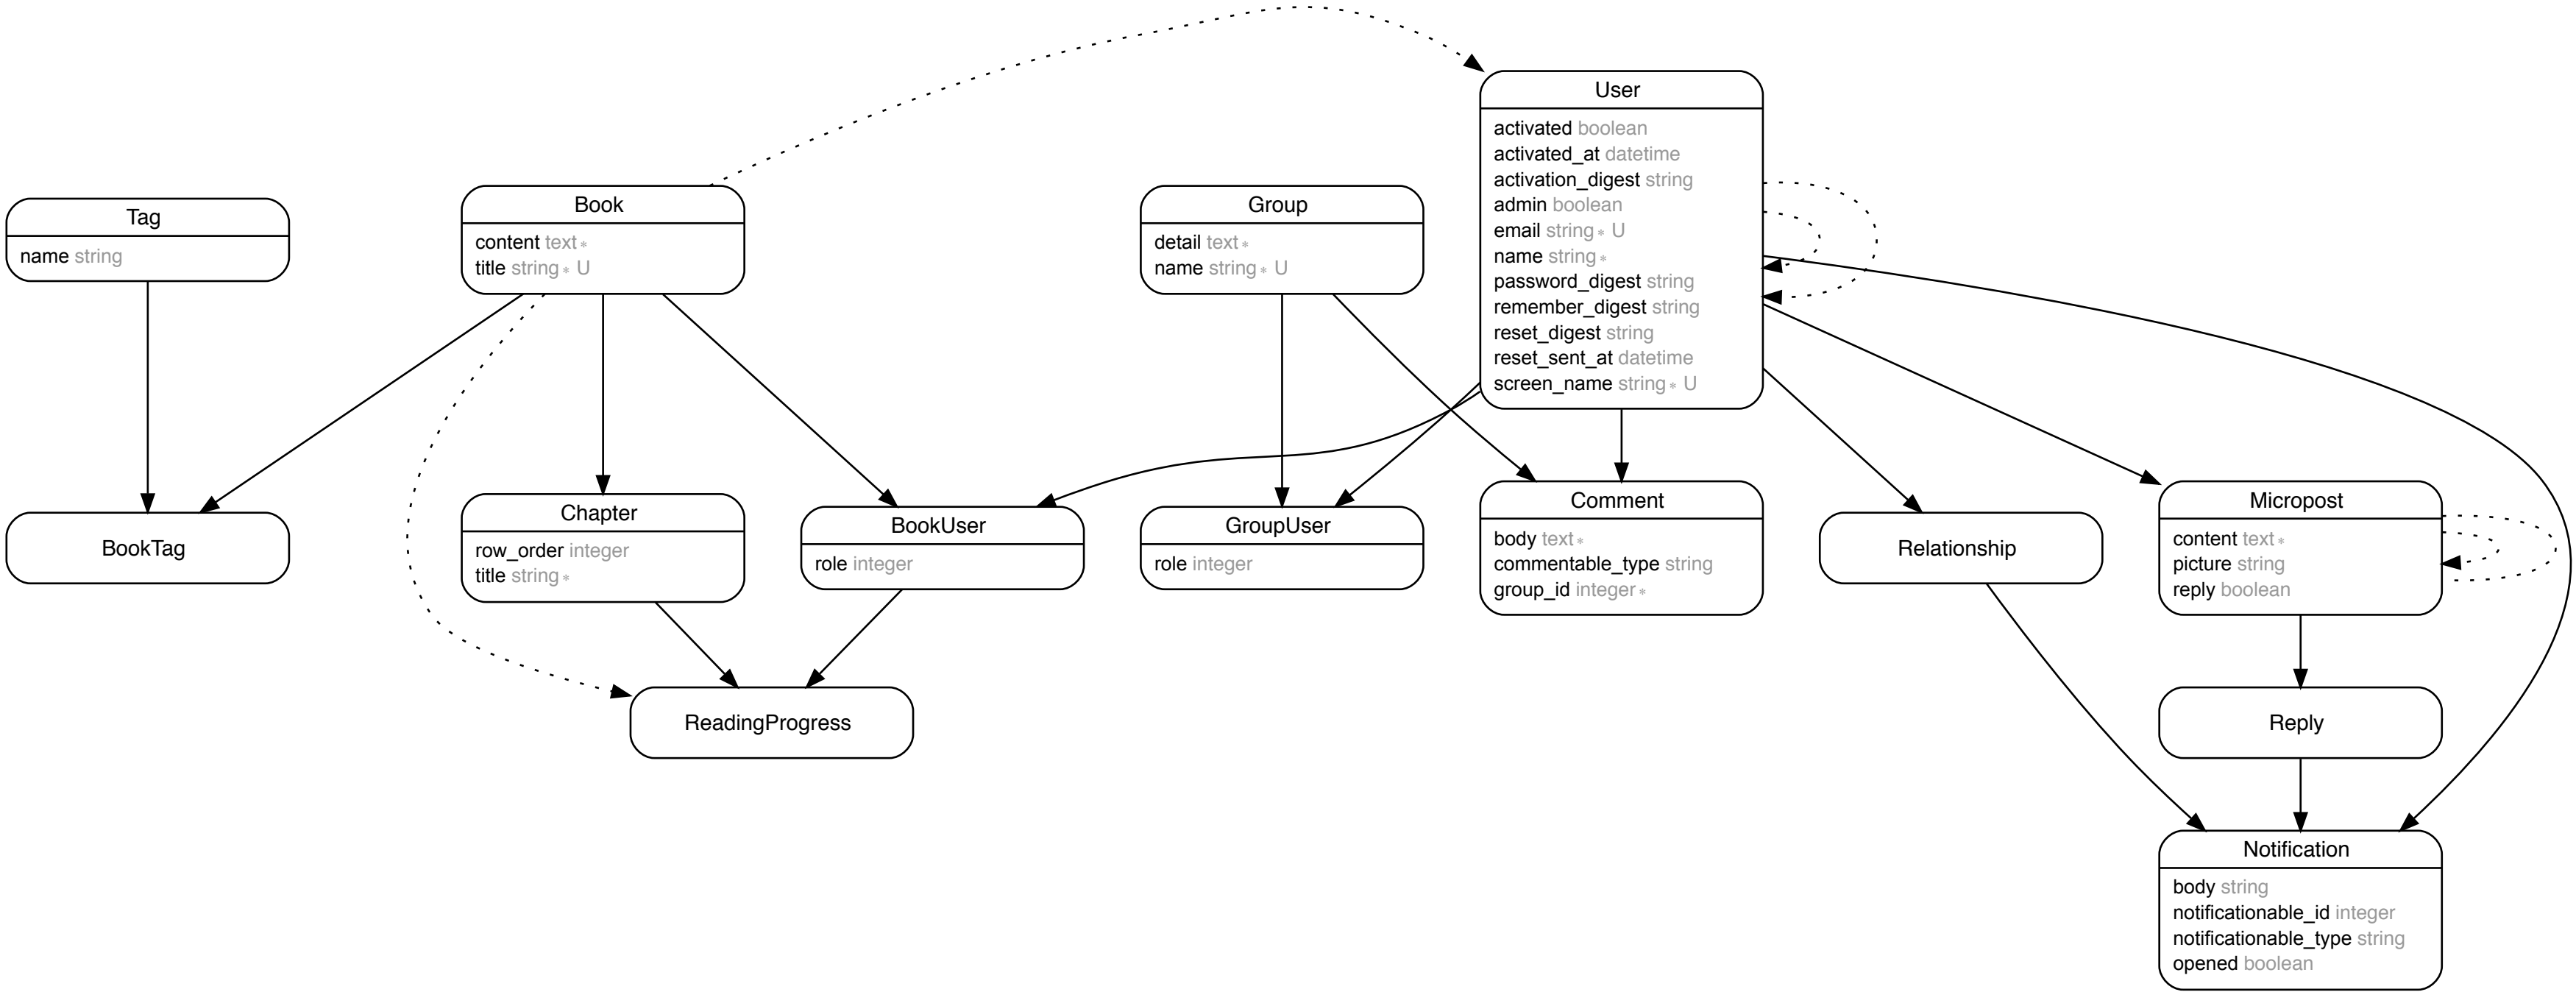 User
activated boolean
activated_at datetime
activation_digest string
admin boolean
email string* U
name string*
password_digest string
remember_digest string
reset_digest string
reset_sent_at datetime
screen_name string* U
Tag
name string
Book
content text*
title string* U
Group
detail text*
name string* U
BookTag
Chapter
row_order integer
title string*
BookUser
role integer
GroupUser
role integer
Comment
body text*
commentable_type string
group_id integer*
Relationship
Micropost
content text*
picture string
reply boolean
ReadingProgress
Reply
Notification
body string
notificationable_id integer
notificationable_type string
opened boolean